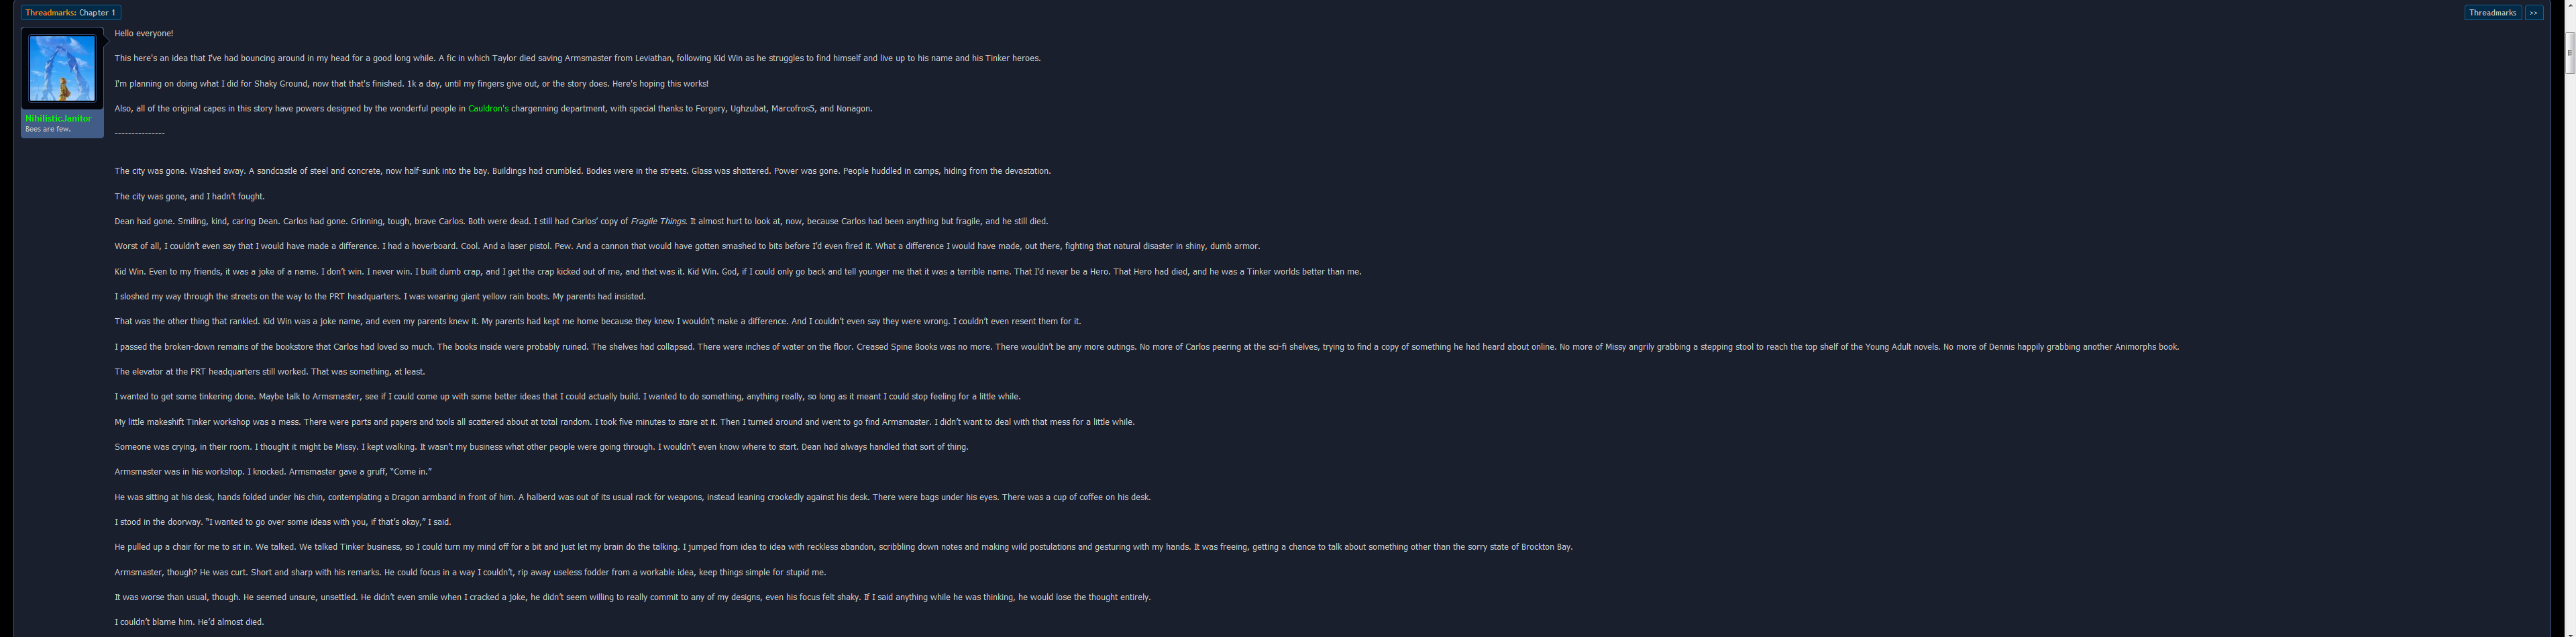 Threadmarks: Chapter 1
Threadmarks >>
Hello everyone!
This here's an idea that I've had bouncing around in my head for a good long while. A fic in which Taylor died saving Armsmaster from Leviathan, following Kid Win as he struggles to find himself and live up to his name and his Tinker heroes.
I'm planning on doing what I did for Shaky Ground, now that that's finished. 1k a day, until my fingers give out, or the story does. Here's hoping this works!
Also, all of the original capes in this story have powers designed by the wonderful people in Cauldron's chargenning department, with special thanks to Forgery, Ughzubat, Marcofros5, and Nonagon.
NihilisticJanitor
Bees are few.
---------------
The city was gone. Washed away. A sandcastle of steel and concrete, now half-sunk into the bay. Buildings had crumbled. Bodies were in the streets. Glass was shattered. Power was gone. People huddled in camps, hiding from the devastation.
The city was gone, and I hadn’t fought.
Dean had gone. Smiling, kind, caring Dean. Carlos had gone. Grinning, tough, brave Carlos. Both were dead. I still had Carlos’ copy of Fragile Things. It almost hurt to look at, now, because Carlos had been anything but fragile, and he still died.
Worst of all, I couldn’t even say that I would have made a difference. I had a hoverboard. Cool. And a laser pistol. Pew. And a cannon that would have gotten smashed to bits before I’d even fired it. What a difference I would have made, out there, fighting that natural disaster in shiny, dumb armor.
Kid Win. Even to my friends, it was a joke of a name. I don’t win. I never win. I built dumb crap, and I get the crap kicked out of me, and that was it. Kid Win. God, if I could only go back and tell younger me that it was a terrible name. That I’d never be a Hero. That Hero had died, and he was a Tinker worlds better than me.
I sloshed my way through the streets on the way to the PRT headquarters. I was wearing giant yellow rain boots. My parents had insisted.
That was the other thing that rankled. Kid Win was a joke name, and even my parents knew it. My parents had kept me home because they knew I wouldn’t make a difference. And I couldn’t even say they were wrong. I couldn’t even resent them for it.
I passed the broken-down remains of the bookstore that Carlos had loved so much. The books inside were probably ruined. The shelves had collapsed. There were inches of water on the floor. Creased Spine Books was no more. There wouldn’t be any more outings. No more of Carlos peering at the sci-fi shelves, trying to find a copy of something he had heard about online. No more of Missy angrily grabbing a stepping stool to reach the top shelf of the Young Adult novels. No more of Dennis happily grabbing another Animorphs book.
The elevator at the PRT headquarters still worked. That was something, at least.
I wanted to get some tinkering done. Maybe talk to Armsmaster, see if I could come up with some better ideas that I could actually build. I wanted to do something, anything really, so long as it meant I could stop feeling for a little while.
My little makeshift Tinker workshop was a mess. There were parts and papers and tools all scattered about at total random. I took five minutes to stare at it. Then I turned around and went to go find Armsmaster. I didn’t want to deal with that mess for a little while.
Someone was crying, in their room. I thought it might be Missy. I kept walking. It wasn’t my business what other people were going through. I wouldn’t even know where to start. Dean had always handled that sort of thing.
Armsmaster was in his workshop. I knocked. Armsmaster gave a gruff, “Come in.”
He was sitting at his desk, hands folded under his chin, contemplating a Dragon armband in front of him. A halberd was out of its usual rack for weapons, instead leaning crookedly against his desk. There were bags under his eyes. There was a cup of coffee on his desk.
I stood in the doorway. “I wanted to go over some ideas with you, if that’s okay,” I said.
He pulled up a chair for me to sit in. We talked. We talked Tinker business, so I could turn my mind off for a bit and just let my brain do the talking. I jumped from idea to idea with reckless abandon, scribbling down notes and making wild postulations and gesturing with my hands. It was freeing, getting a chance to talk about something other than the sorry state of Brockton Bay.
Armsmaster, though? He was curt. Short and sharp with his remarks. He could focus in a way I couldn’t, rip away useless fodder from a workable idea, keep things simple for stupid me.
It was worse than usual, though. He seemed unsure, unsettled. He didn’t even smile when I cracked a joke, he didn’t seem willing to really commit to any of my designs, even his focus felt shaky. If I said anything while he was thinking, he would lose the thought entirely.
I couldn’t blame him. He’d almost died.